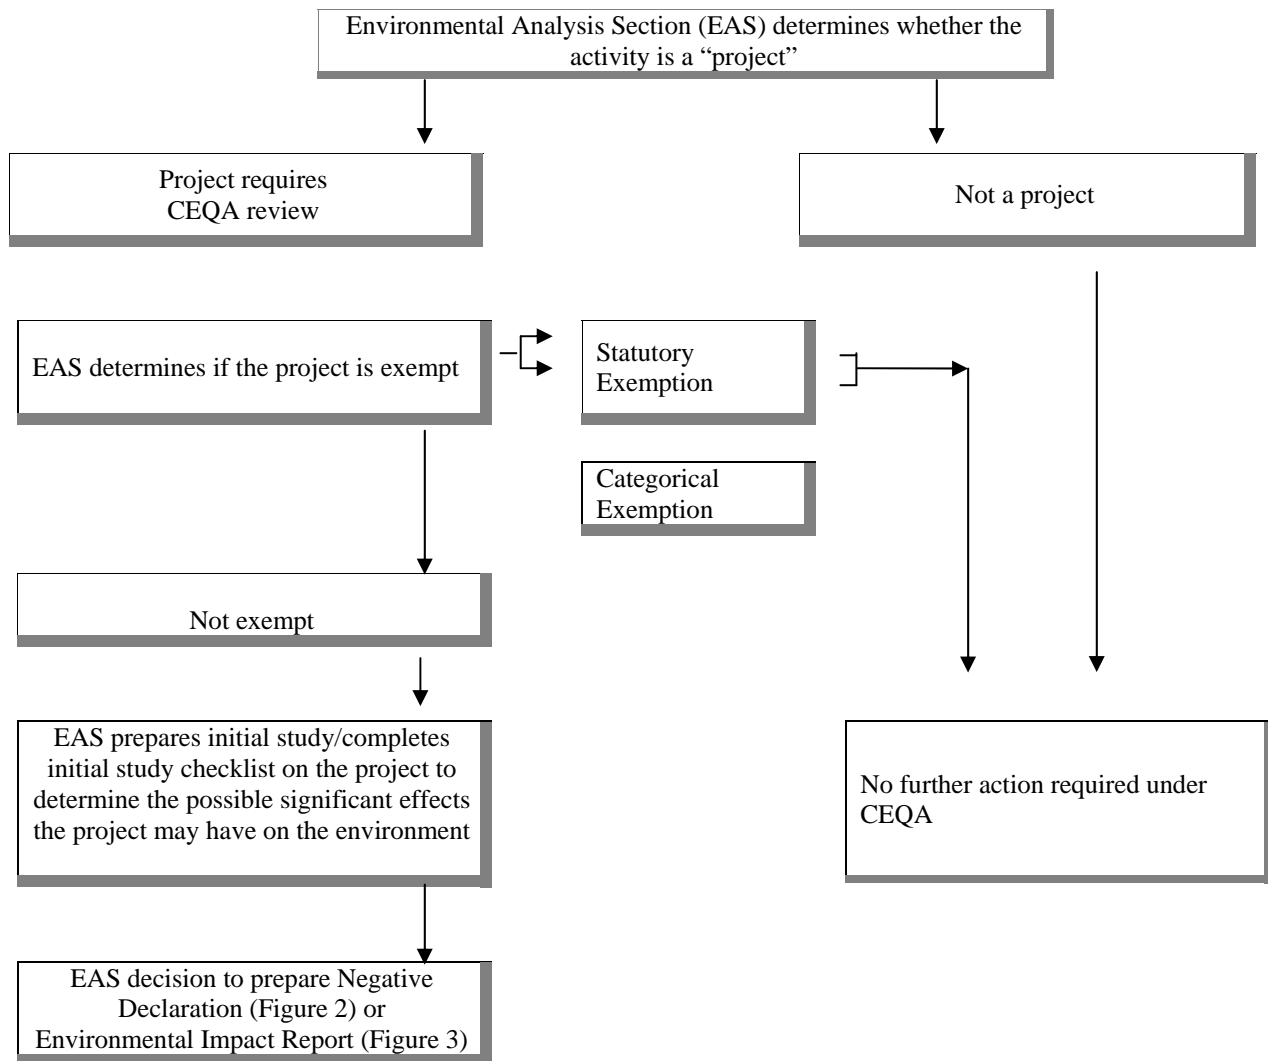 Environmental Analysis Section (EAS) determines whether the
activity is a “project”
Project requires
CEQA review
Not a project
EAS determines if the project is exempt
Statutory
Exemption
Categorical
Exemption
Not exempt
EAS prepares initial study/completes
initial study checklist on the project to
determine the possible significant effects
the project may have on the environment
No further action required under
CEQA
EAS decision to prepare Negative
Declaration (Figure 2) or
Environmental Impact Report (Figure 3)